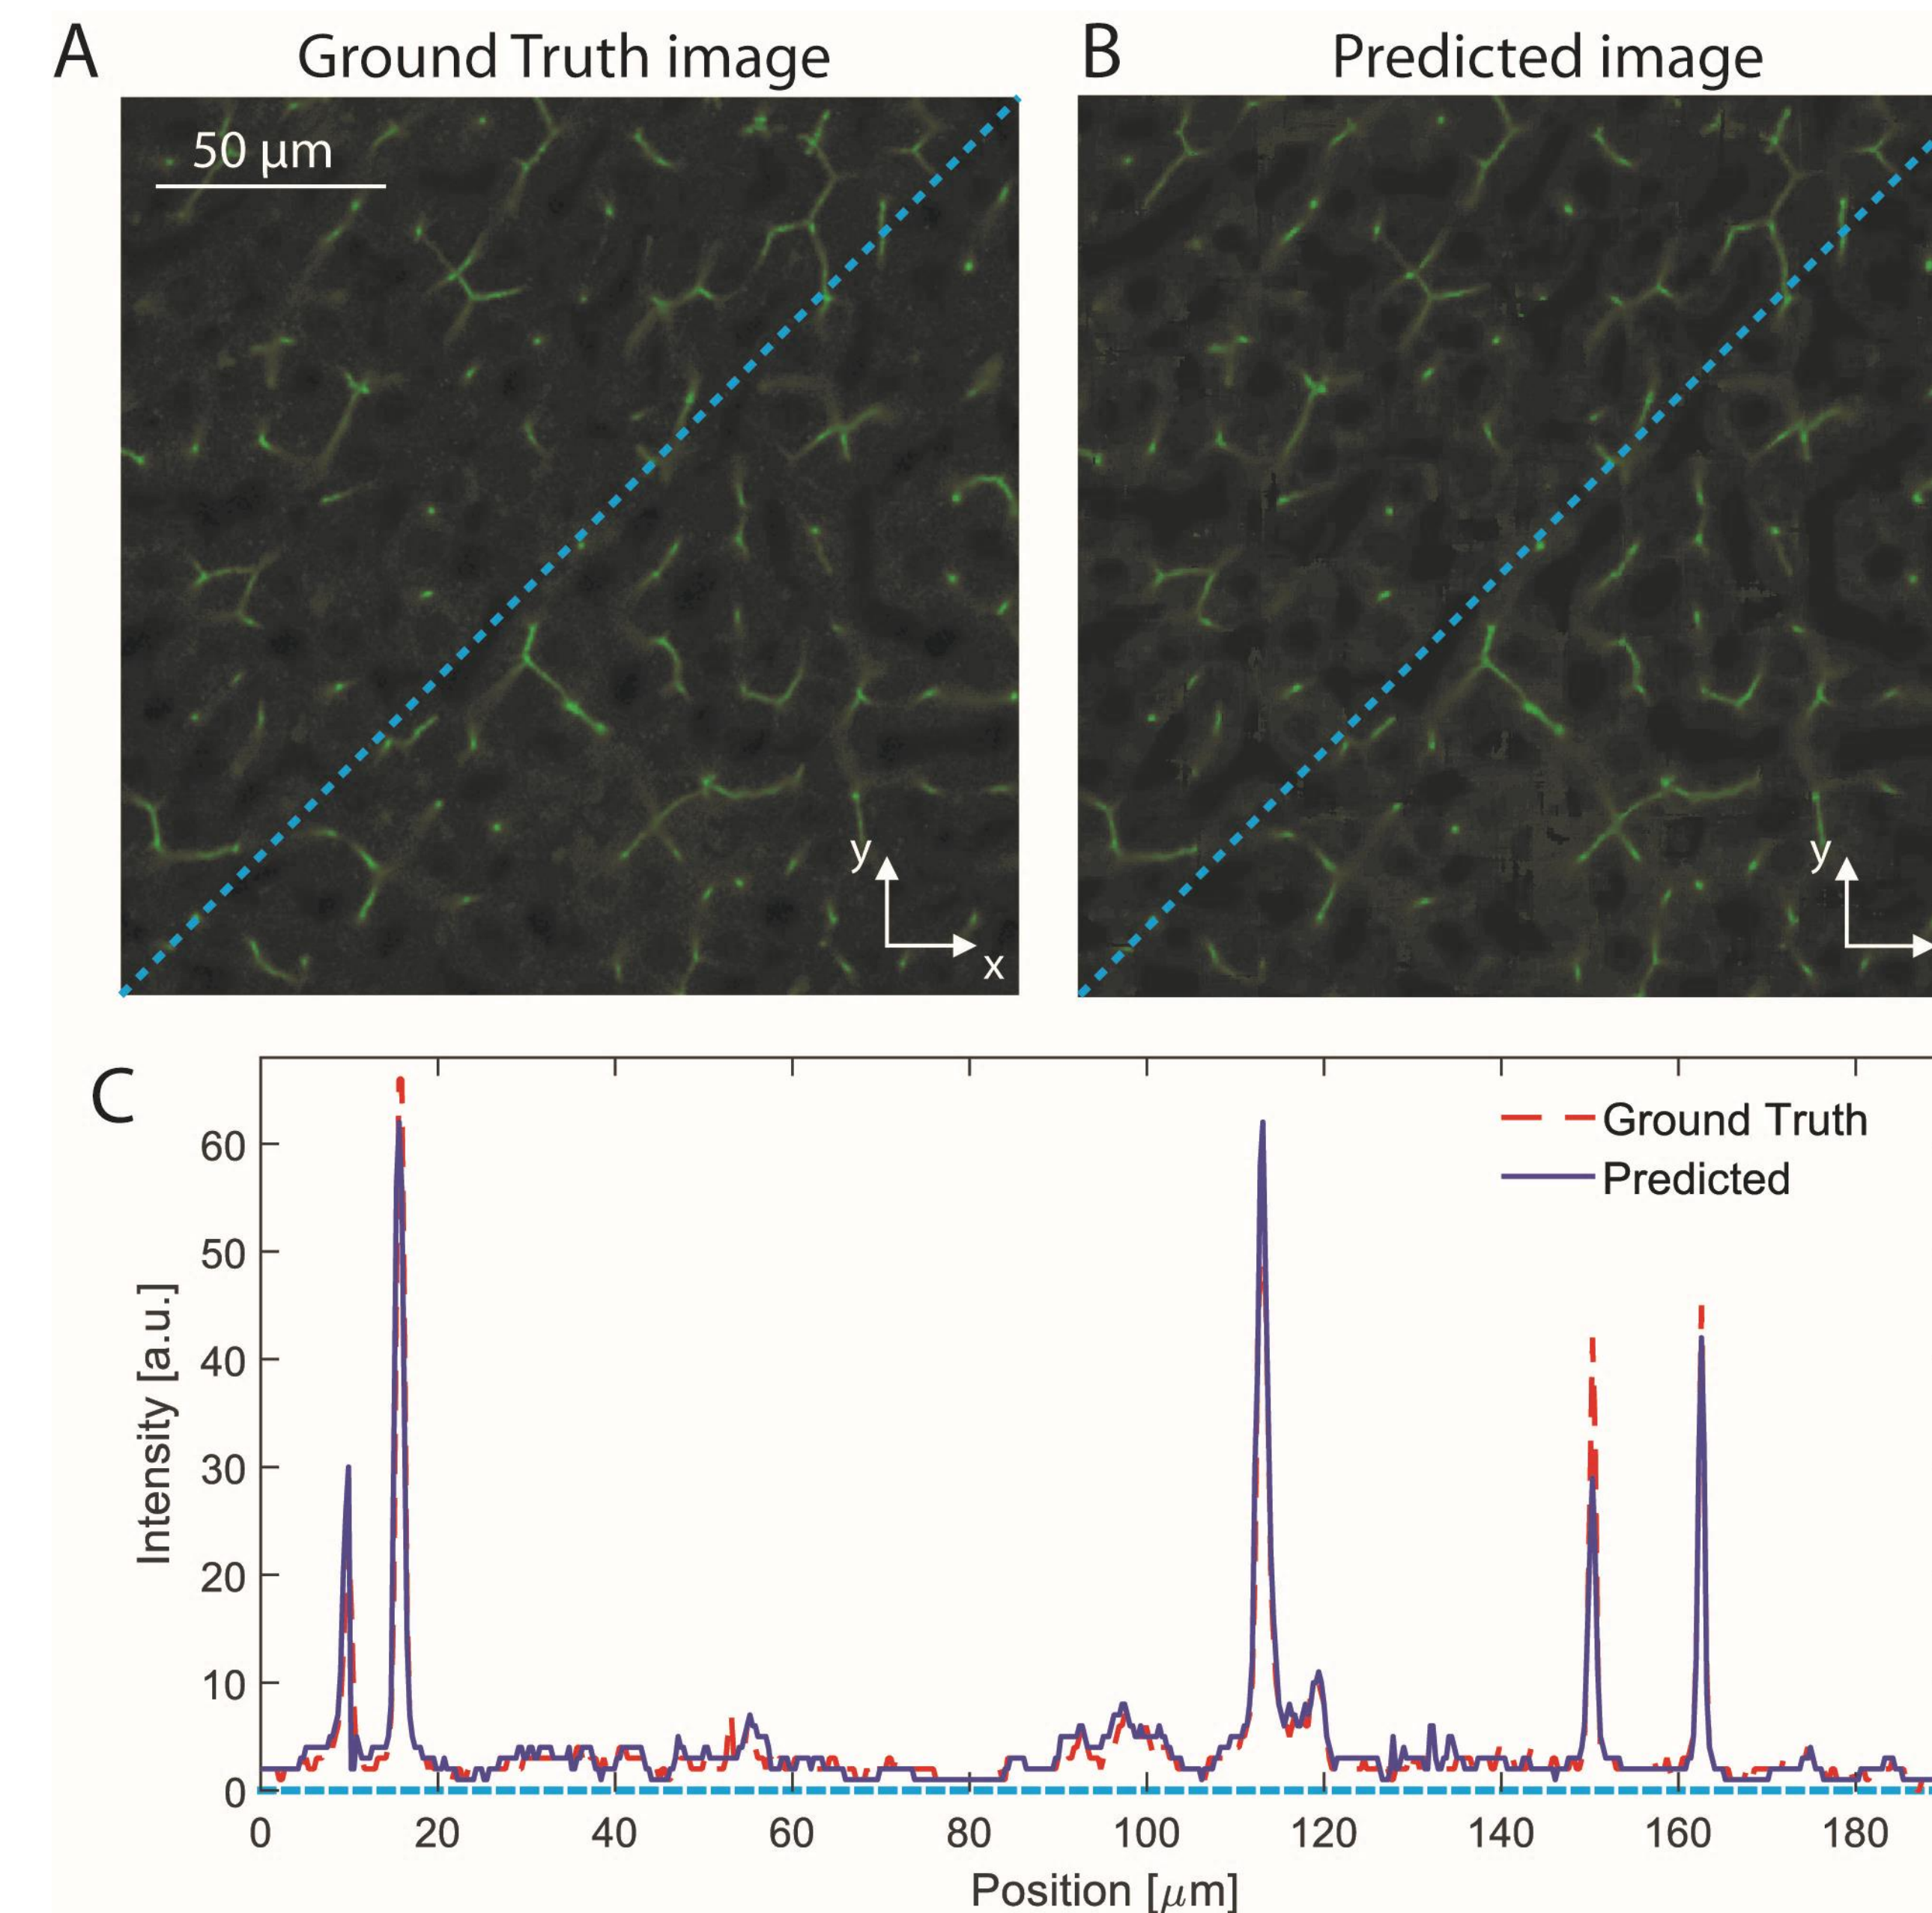 A
Ground Truth image
B
Predicted image
50 μm
y
x
y
C
Ground Truth
Predicted
60
50
40
30
20
10
0
Intensity [a.u.]
0 20 40 60 80 100 120 140 160 180
Position [μm]